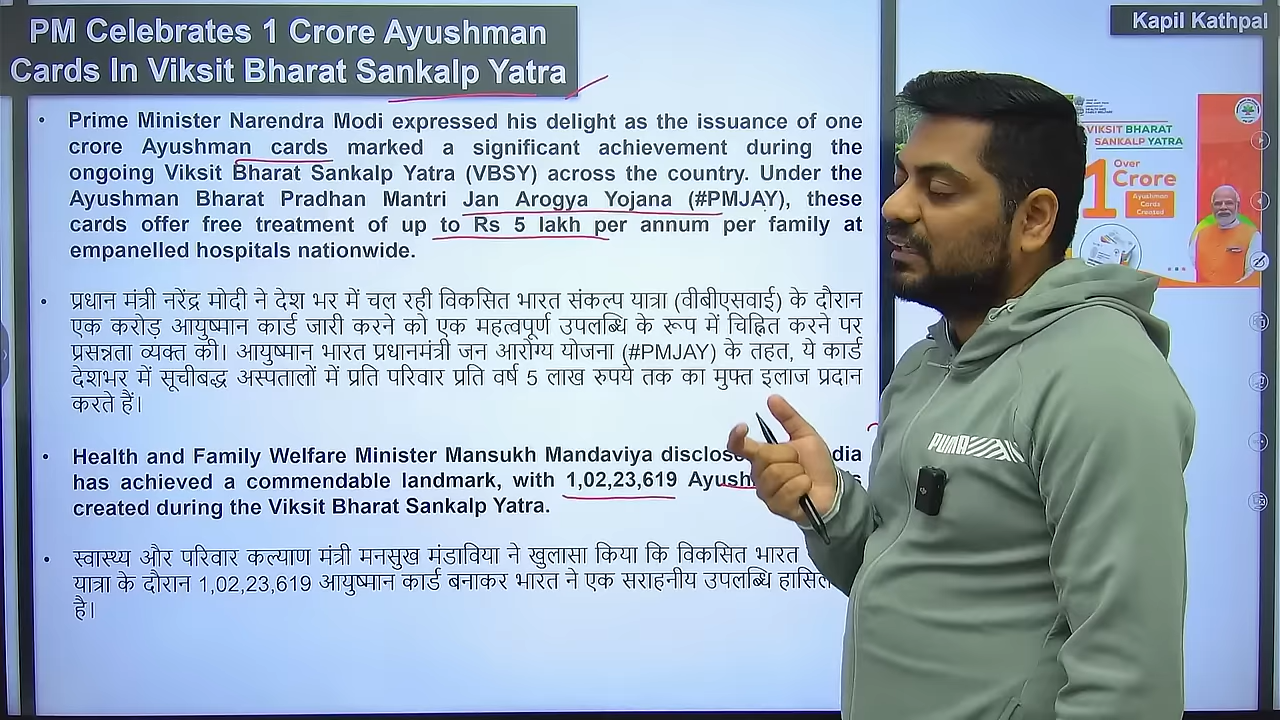 PM Celebrates 1 Crore Ayushman
Cards In Viksit Bharat Sankalp Yatra
Kapil Kathpal
• Prime Minister Narendra Modi expressed his delight as the issuance of one
crore Ayushman cards marked a significant achievement during the
ongoing Viksit Bharat Sankalp Yatra (VBSY) across the country. Under the
Ayushman Bharat Pradhan Mantri Jan Arogya Yojana (#PMJAY), these
cards offer free treatment of up to Rs 5 lakh per annum per family at
empanelled hospitals nationwide.
• प्रधान मंत्री नरेंद्र मोदी ने देश भर में चल रही विकसित भारत संकल्प यात्रा (वीबीएसवाई) के दौरान
एक करोड़ आयुष्मान कार्ड जारी करने को एक महत्वपूर्ण उपलब्धि के रूप में चिह्नित करने पर
प्रसन्नता व्यक्त की। आयुष्मान भारत प्रधानमंत्री जन आरोग्य योजना (#PMJAY) के तहत, ये कार्ड
देशभर में सूचीबद्ध अस्पतालों में प्रति परिवार प्रति वर्ष 5 लाख रुपये तक का मुफ्त इलाज प्रदान
करते हैं।
• Health and Family Welfare Minister Mansukh Mandaviya disclos dia
has achieved a commendable landmark, with 1,02,23,619 Ayush s
created during the Viksit Bharat Sankalp Yatra.
• स्वास्थ्य और परिवार कल्याण मंत्री मनसुख मंडाविया ने खुलासा किया कि विकसित भारत
यात्रा के दौरान 1,02,23,619 आयुष्मान कार्ड बनाकर भारत ने एक सराहनीय उपलब्धि हासिल
है।
VIKSIT BHARAT
SANKALP YATRA
Over
1 Crore
Ayushman
Cards
Created
PUMA